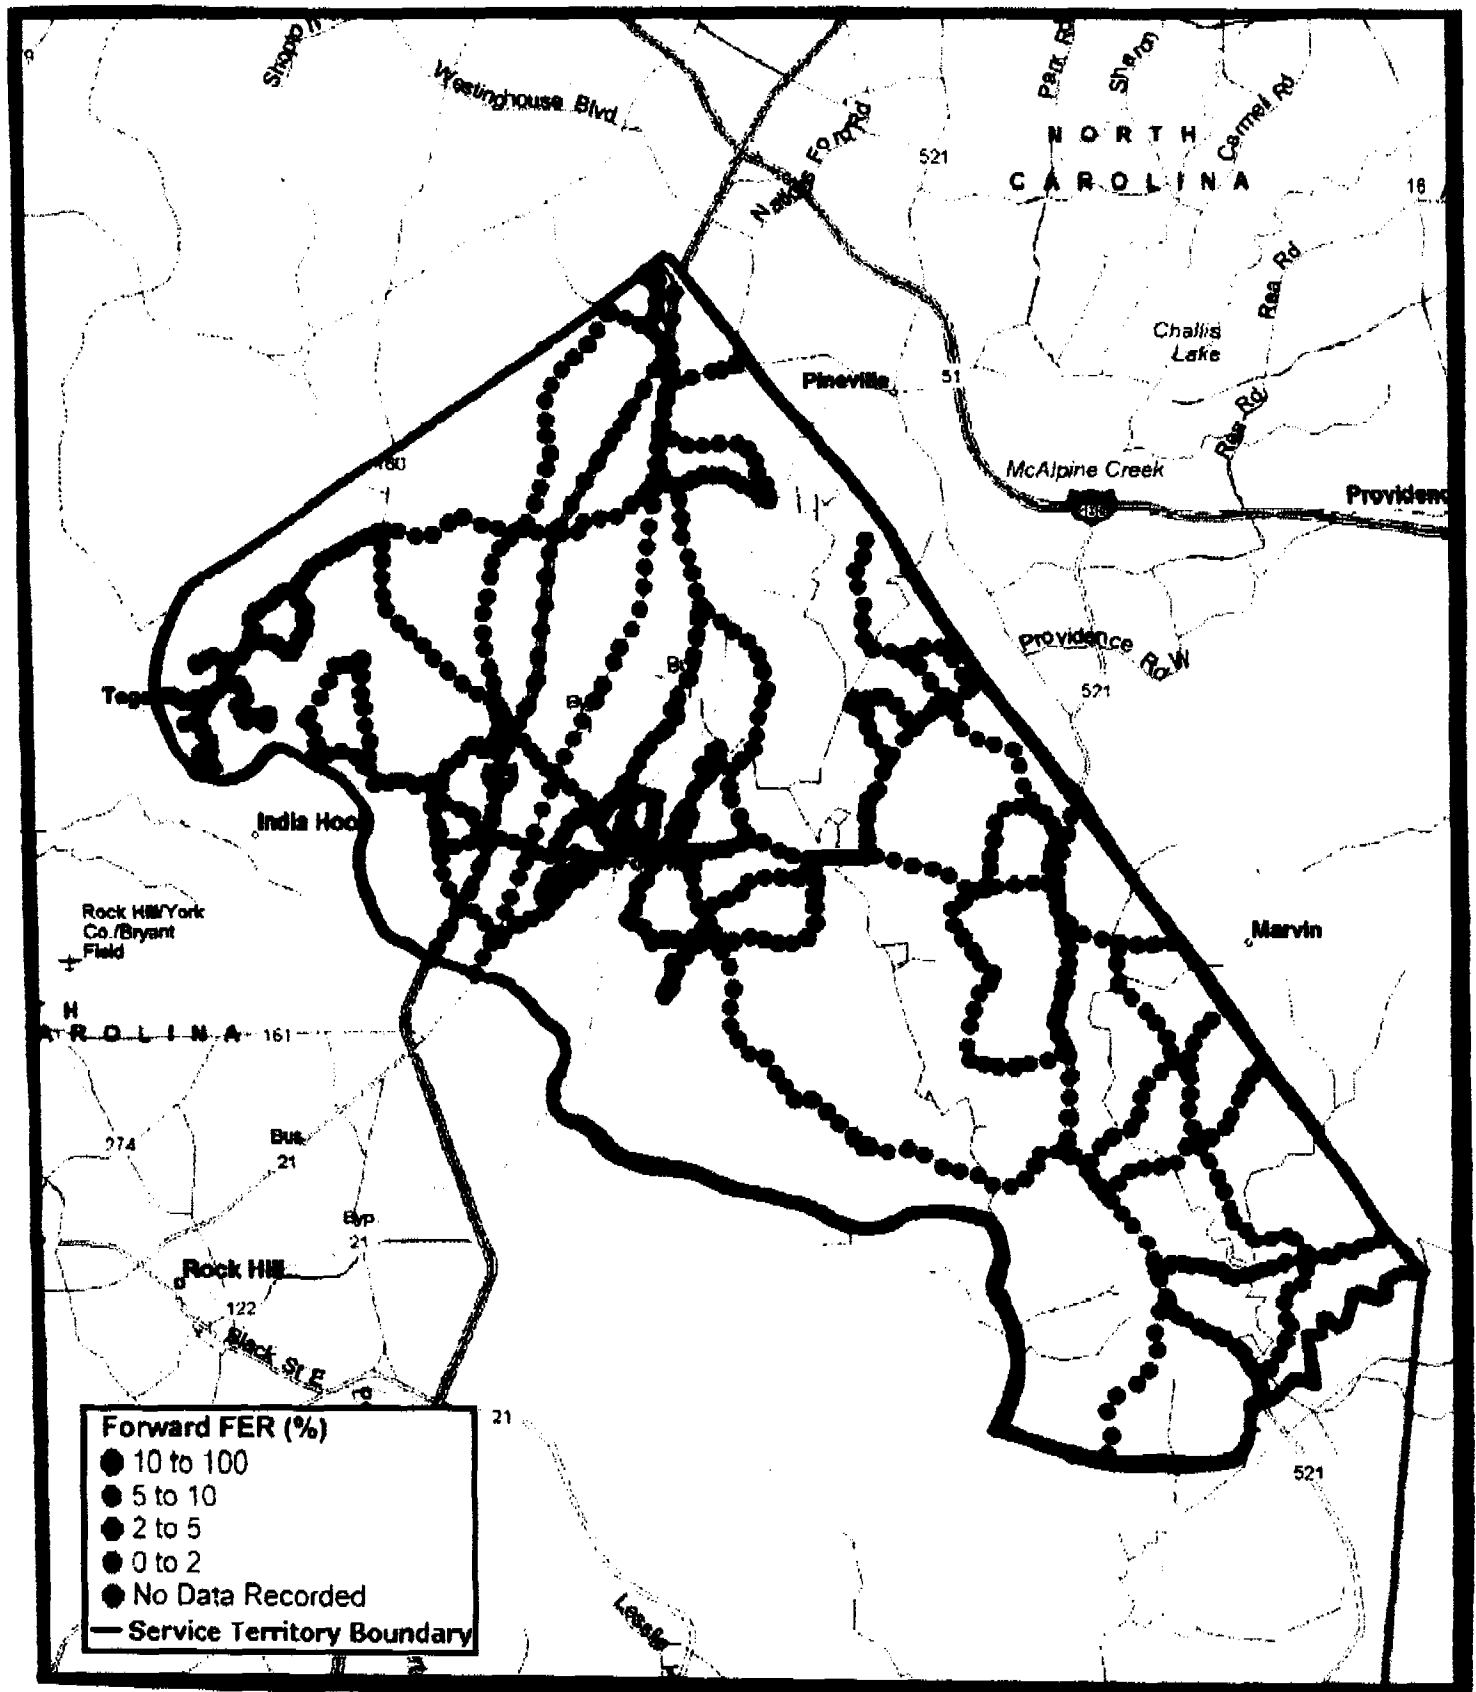 Westinghouse Blvd
Nations Ford Rd
Park Rd
Sharon
Carmel Rd
521
NORTH
CAROLINA
16
Rea Rd
Challis
Lake
Pineville
51
Rea Rd
160
McAlpine Creek
485
Providenc
Providence Rd W
521
India Hoo
Rock Hill/York
Co./Bryant
Field
Marvin
H
AROLINA
161
274
Bus
21
Byp
21
Rock Hill
122
Black St E
rd
21
521
Forward FER (%)
10 to 100
5 to 10
2 to 5
0 to 2
No Data Recorded
Service Territory Boundary